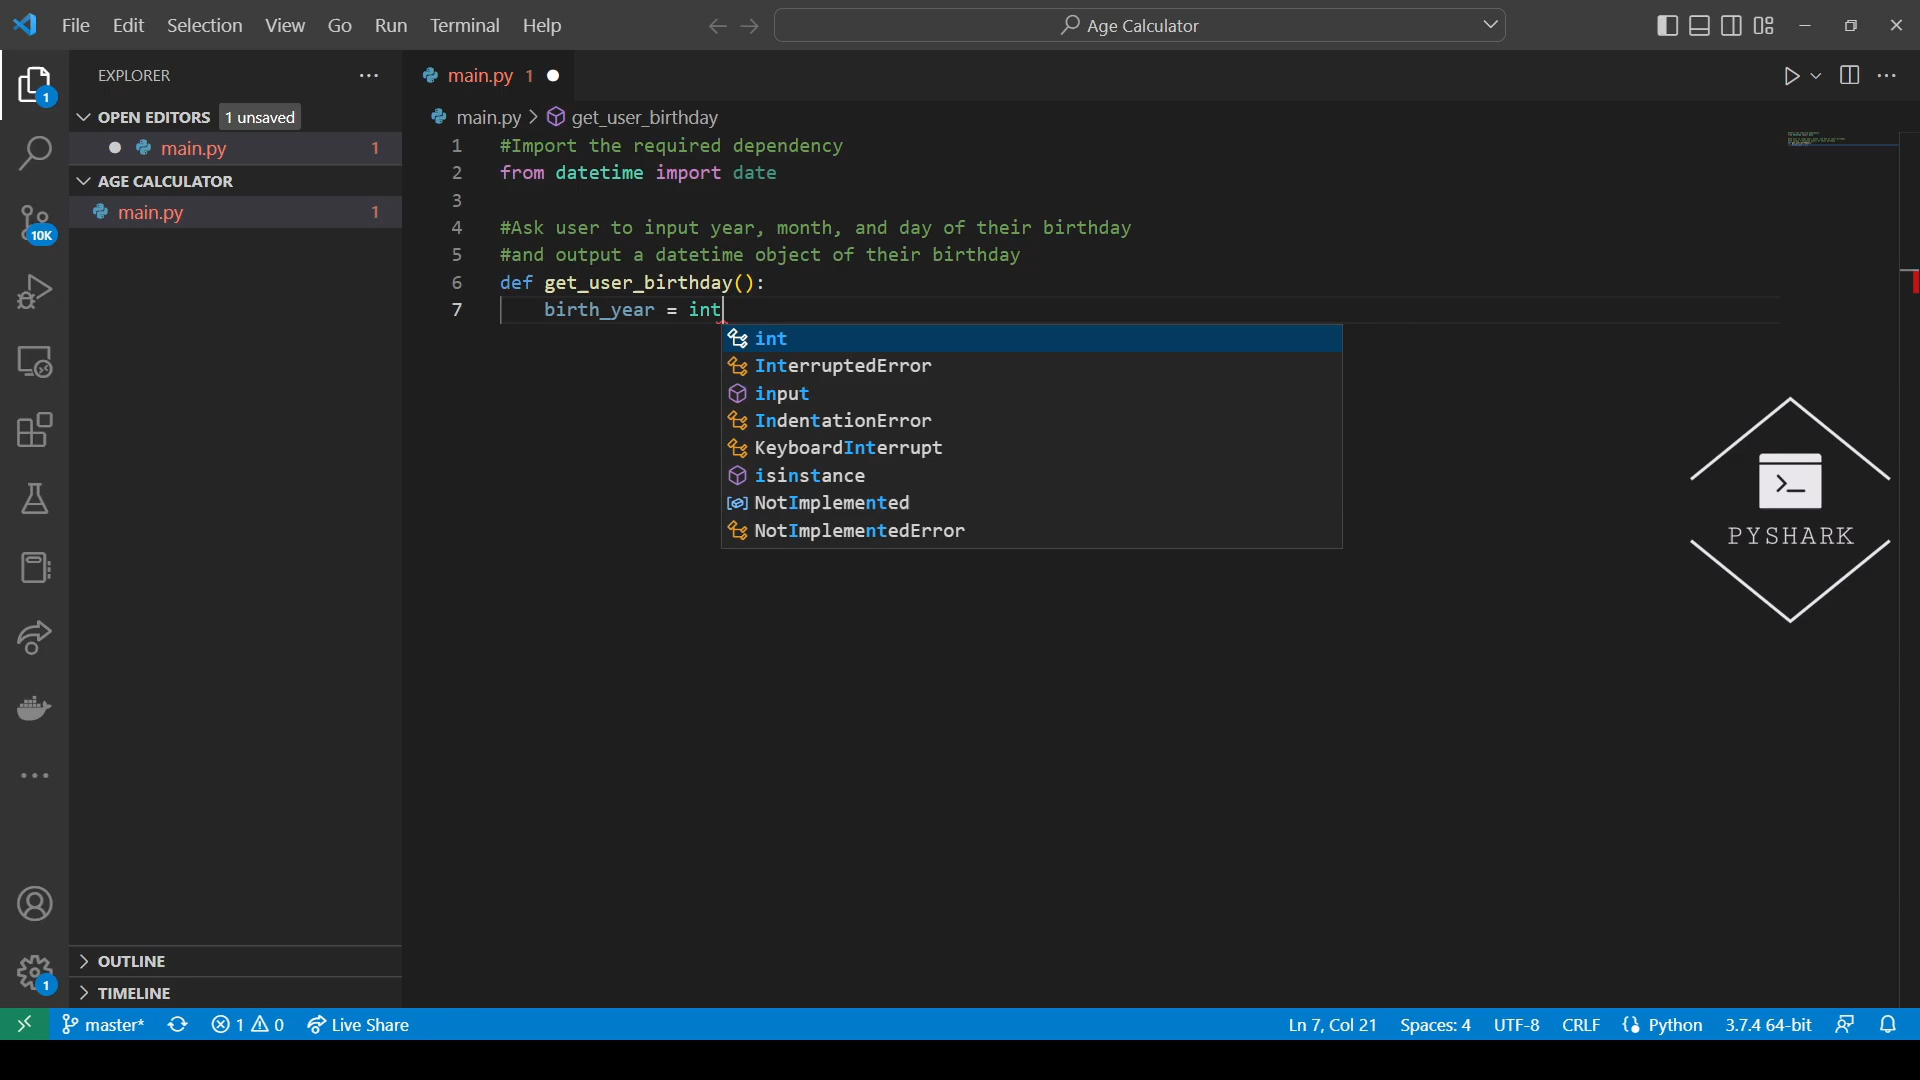 File Edit Selection View Go Run Terminal Help
Age Calculator
EXPLORER
OPEN EDITORS 1 unsaved
main.py 1
AGE CALCULATOR
main.py 1
main.py 1
main.py > get_user_birthday
1 #Import the required dependency
2 from datetime import date
3
4 #Ask user to input year, month, and day of their birthday
5 #and output a datetime object of their birthday
6 def get_user_birthday():
7 birth_year = int
int
InterruptedError
input
IndentationError
KeyboardInterrupt
isinstance
NotImplemented
NotImplementedError
>_
PYSHARK
1
10K
1
OUTLINE
TIMELINE
master* 1 0 Live Share
Ln 7, Col 21 Spaces: 4 UTF-8 CRLF Python 3.7.4 64-bit